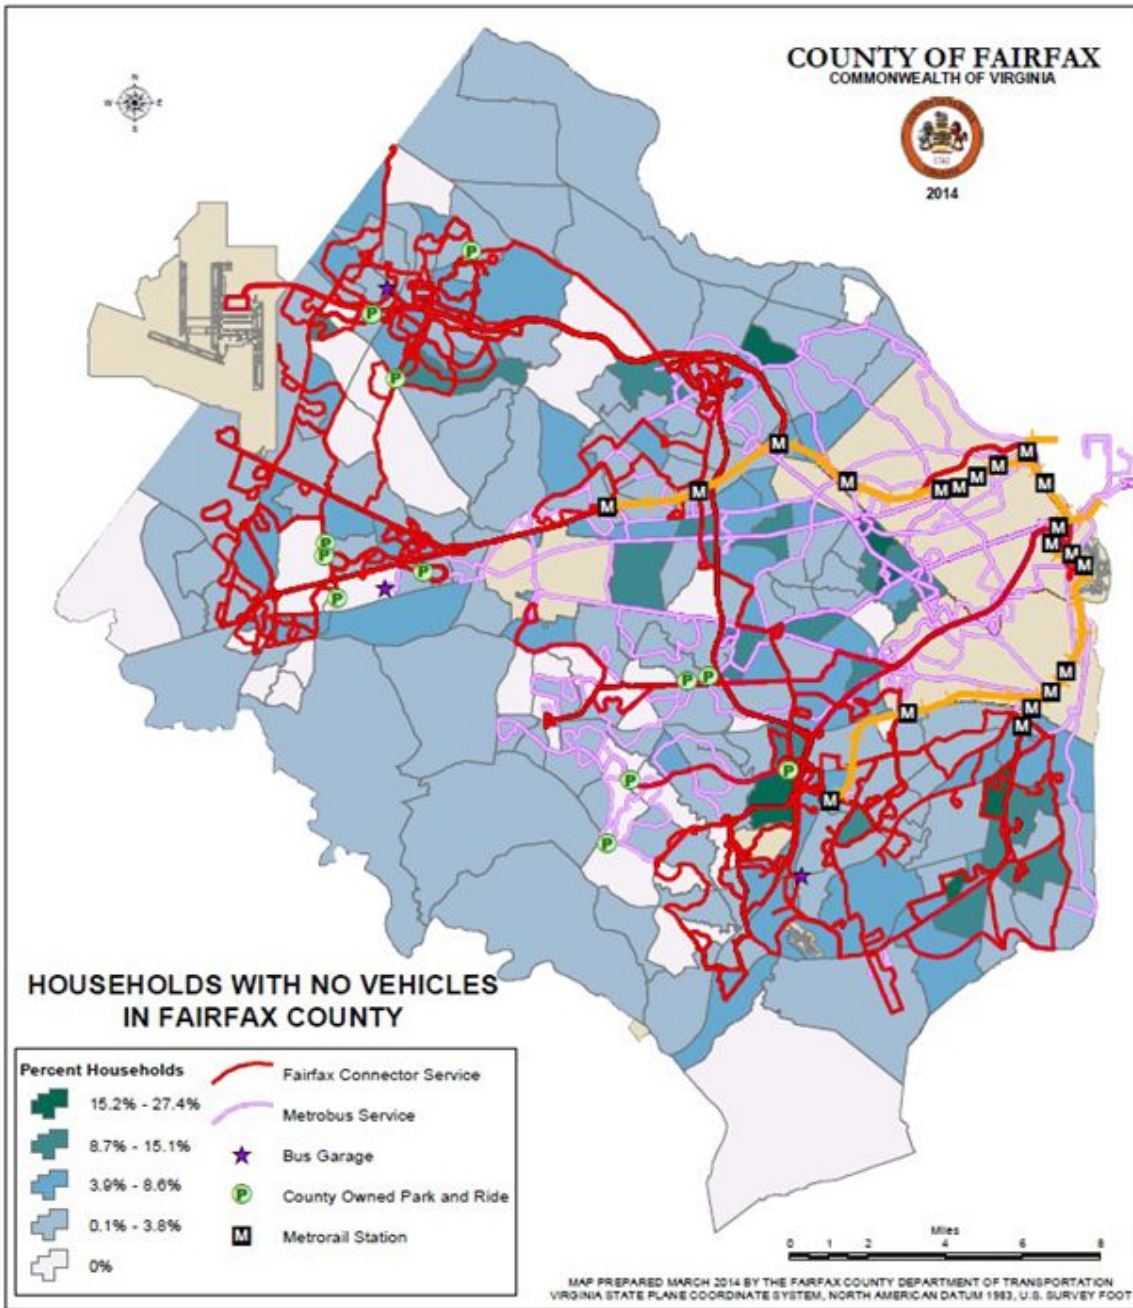 COUNTY OF FAIRFAX
COMMONWEALTH OF VIRGINIA
N
W E
S
1742
2014
P
P
P
M
M
M
M
M
M
M
M
M
M
M
M
M
M
P
P
P
P
P
P
M
M
M
M
M
P
P
M
P
HOUSEHOLDS WITH NO VEHICLES
IN FAIRFAX COUNTY
Percent Households
15.2% - 27.4%
8.7% - 15.1%
3.9% - 8.6%
0.1% - 3.8%
0%
Fairfax Connector Service
Metrobus Service
Bus Garage
P County Owned Park and Ride
M Metrorail Station
Miles
0 1 2 4 6 8
MAP PREPARED MARCH 2014 BY THE FAIRFAX COUNTY DEPARTMENT OF TRANSPORTATION
VIRGINIA STATE PLANE COORDINATE SYSTEM, NORTH AMERICAN DATUM 1983, U.S. SURVEY FOOT